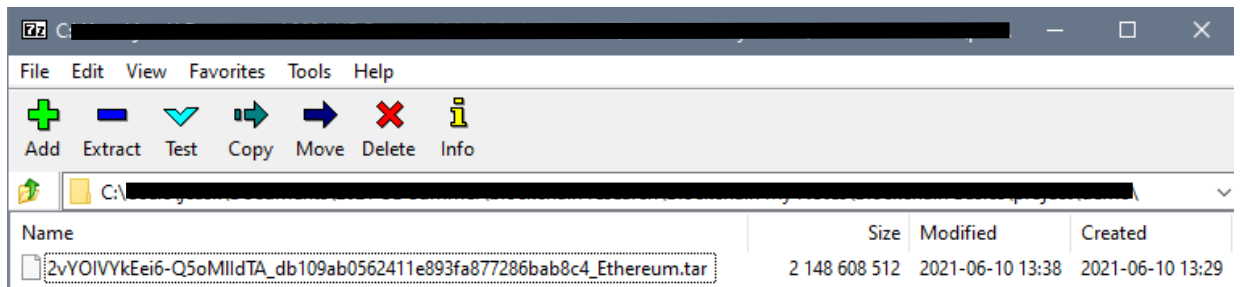 7z C:
File Edit View Favorites Tools Help
Add Extract Test Copy Move Delete Info
C:\ \
Name Size Modified Created
2vYOIVYkEei6-Q5oMIIdTA_db109ab0562411e893fa877286bab8c4_Ethereum.tar 2 148 608 512 2021-06-10 13:38 2021-06-10 13:29